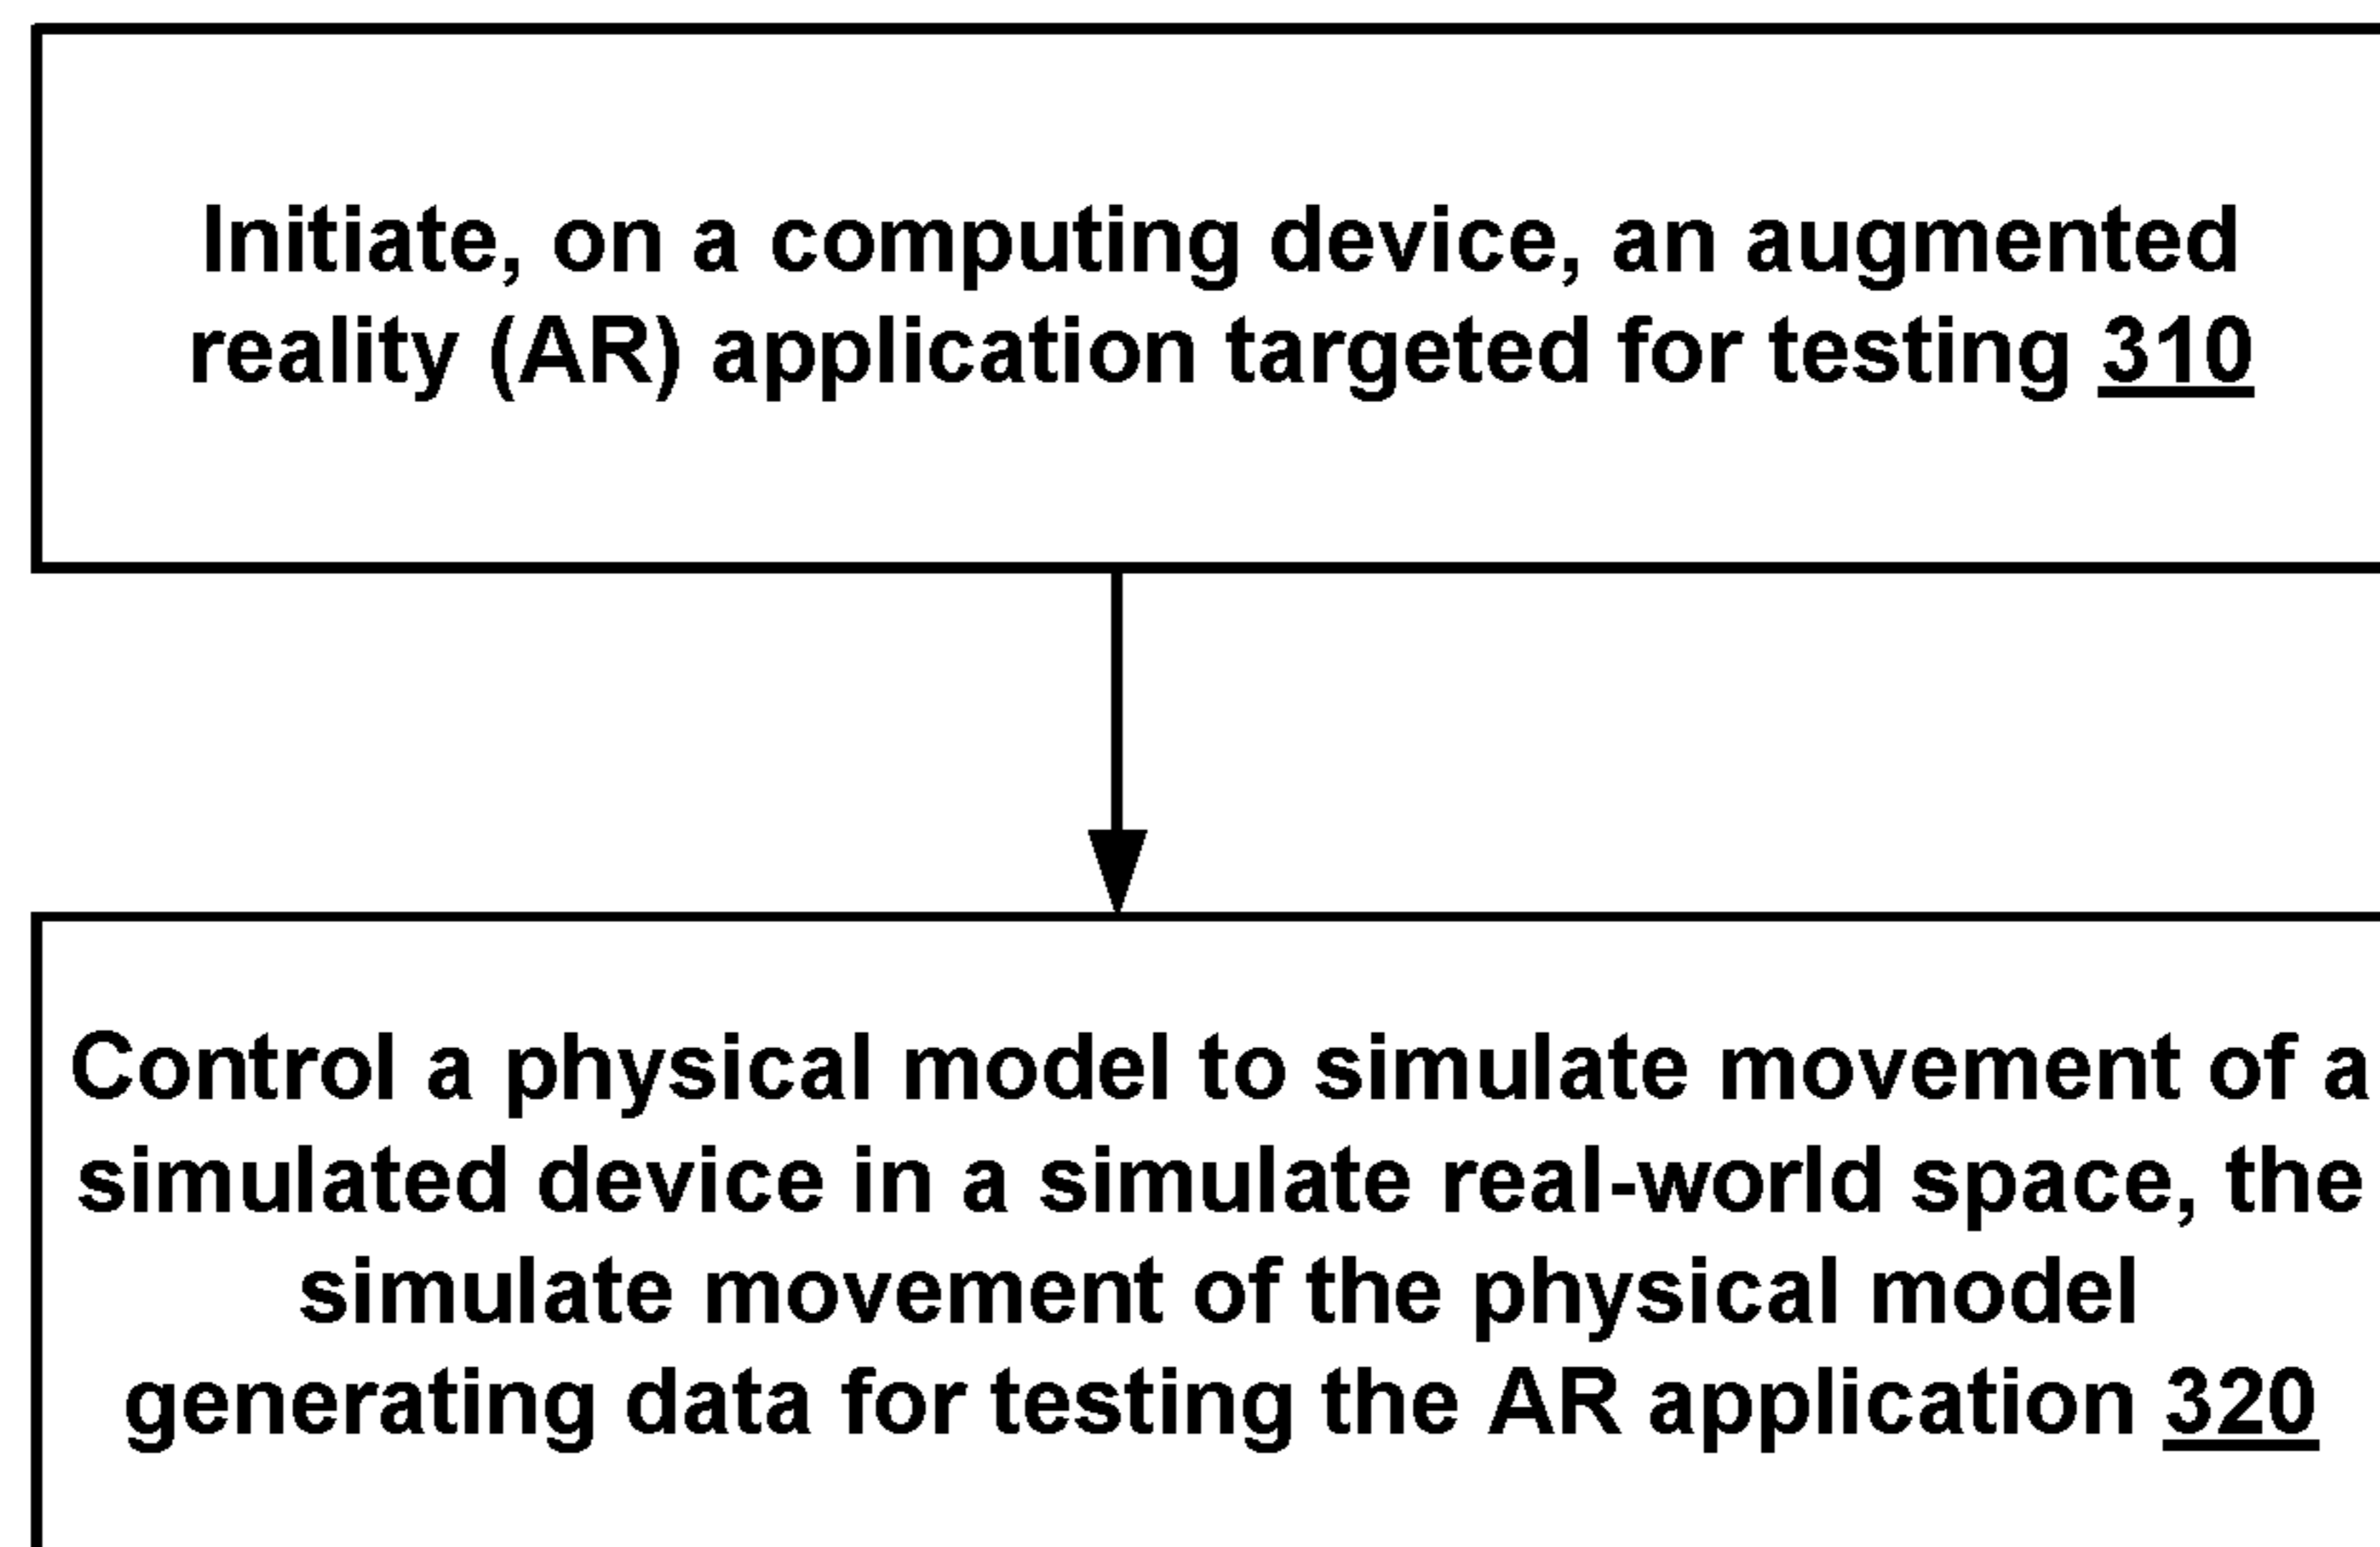 Initiate, on a computing device, an augmented
reality (AR) application targeted for testing 310
Control a physical model to simulate movement of a
simulated device in a simulate real-world space, the
simulate movement of the physical model
generating data for testing the AR application 320